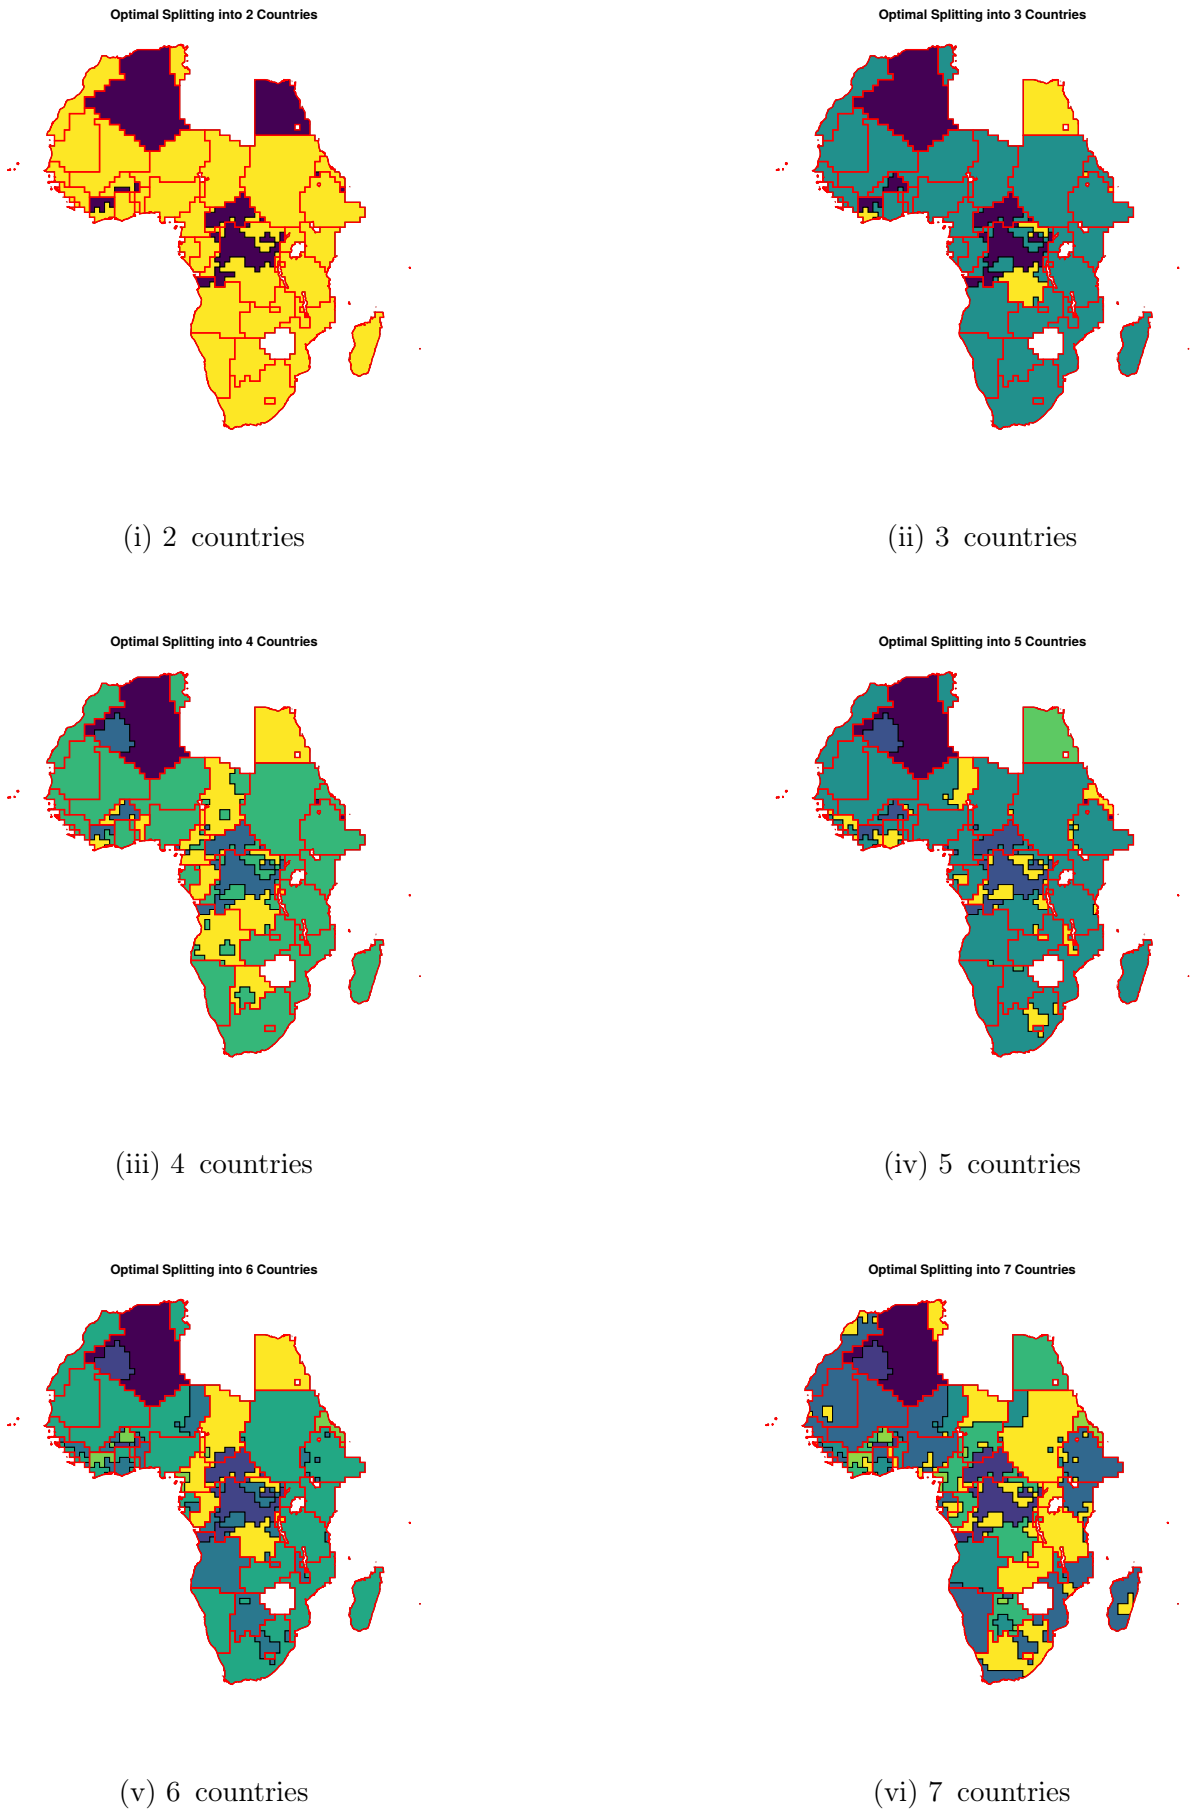 Optimal Splitting into 2 Countries
Optimal Splitting into 3 Countries
(i) 2 countries
(ii) 3 countries
Optimal Splitting into 4 Countries
Optimal Splitting into 5 Countries
(iii) 4 countries
(iv) 5 countries
Optimal Splitting into 6 Countries
Optimal Splitting into 7 Countries
(v) 6 countries
(vi) 7 countries